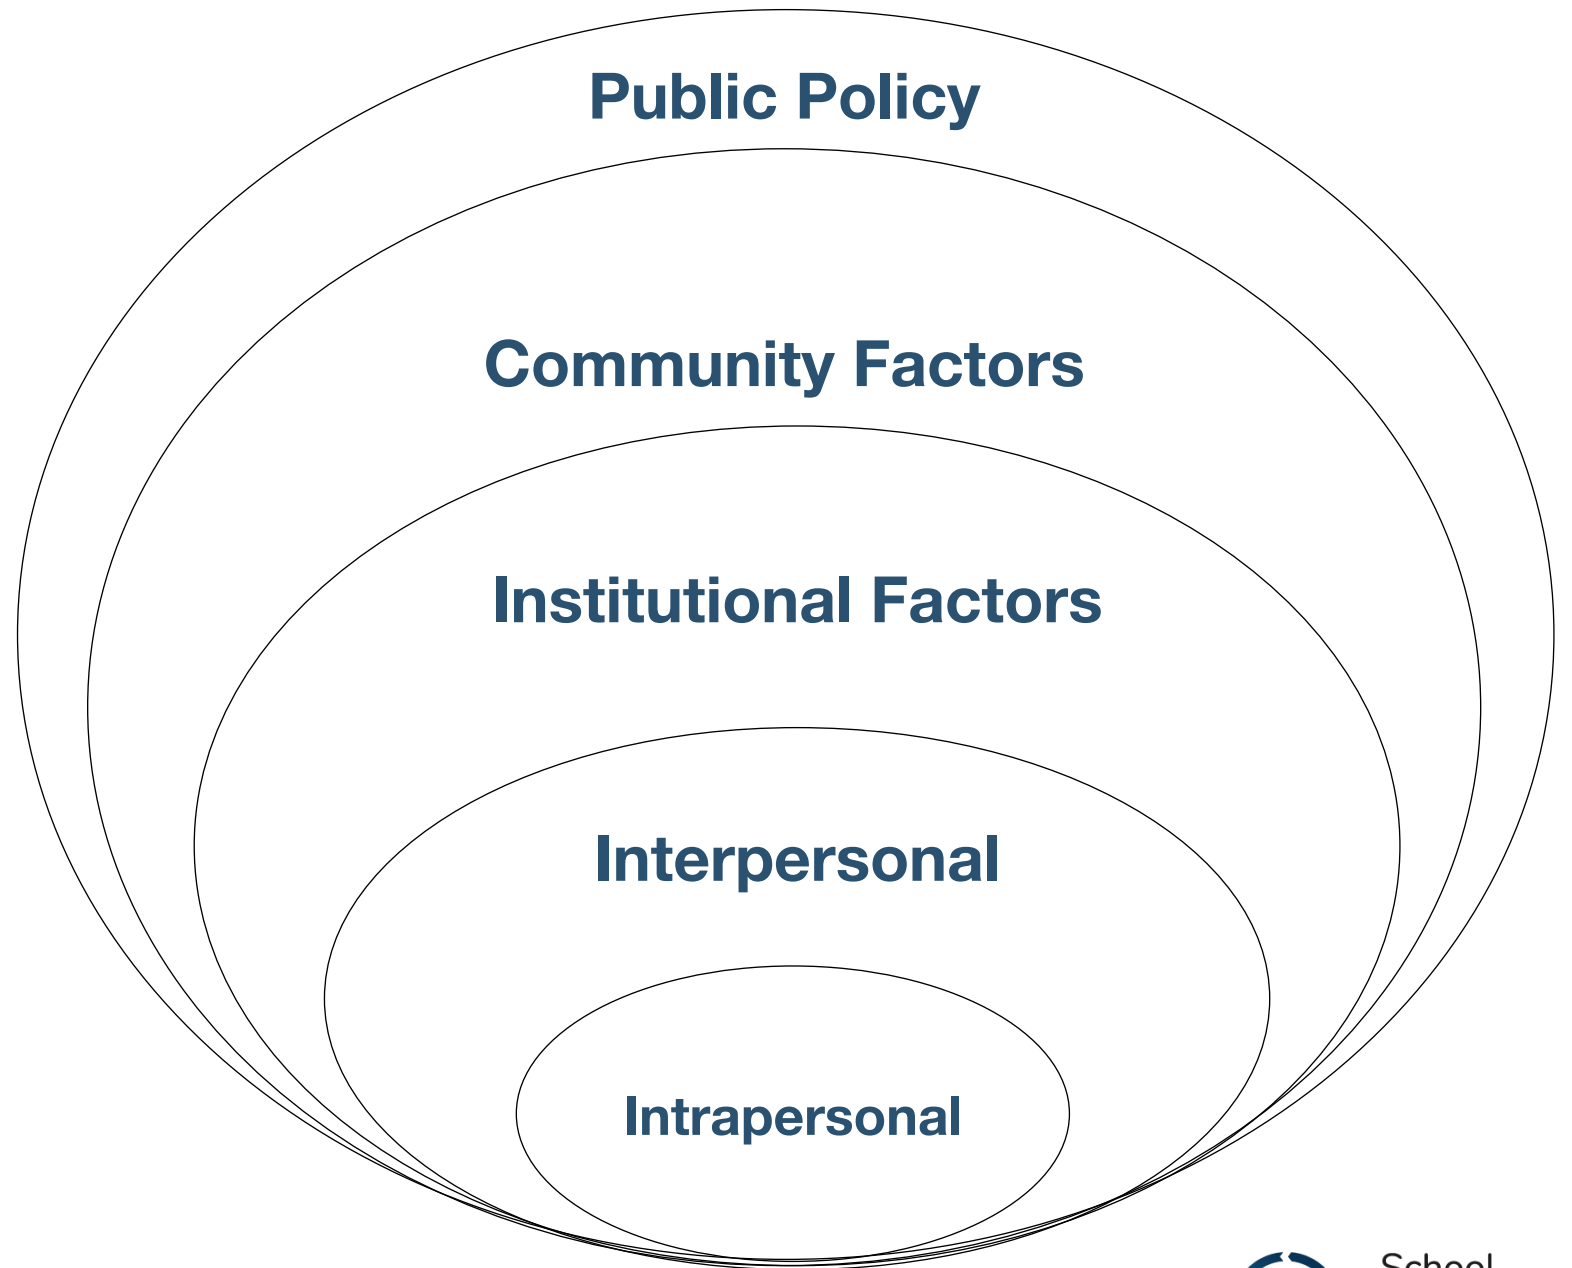 Public Policy
Community Factors
Institutional Factors
Interpersonal
Intrapersonal
School